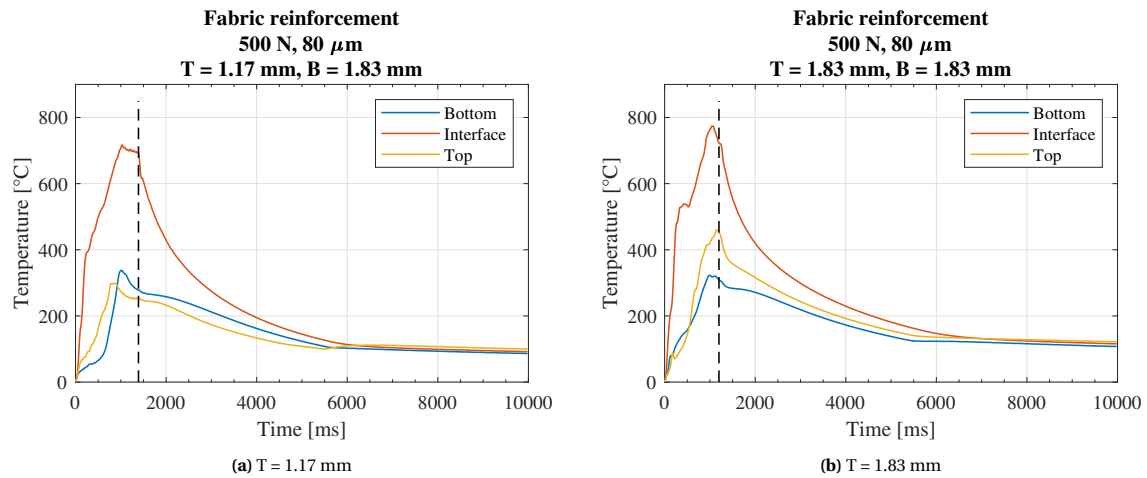 Fabric reinforcement
500 N, 80 μm
T = 1.17 mm, B = 1.83 mm
800
600
400
200
0
Temperature [°C]
Bottom
Interface
Top
0 2000 4000 6000 8000 10000
Time [ms]
(a) T = 1.17 mm
Fabric reinforcement
500 N, 80 μm
T = 1.83 mm, B = 1.83 mm
800
600
400
200
0
Temperature [°C]
Bottom
Interface
Top
0 2000 4000 6000 8000 10000
Time [ms]
(b) T = 1.83 mm